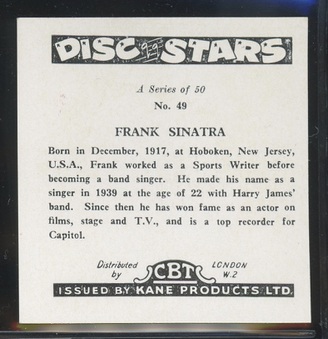 DISC STARS
A Series of 50
No. 49
FRANK SINATRA
Born in December, 1917, at Hoboken, New Jersey,
U.S.A., Frank worked as a Sports Writer before
becoming a band singer. He made his name as a
singer in 1939 at the age of 22 with Harry James'
band. Since then he has won fame as an actor on
films, stage and T.V., and is a top recorder for
Capitol.
Distributed by CBT LONDON W.2
ISSUED BY KANE PRODUCTS LTD.